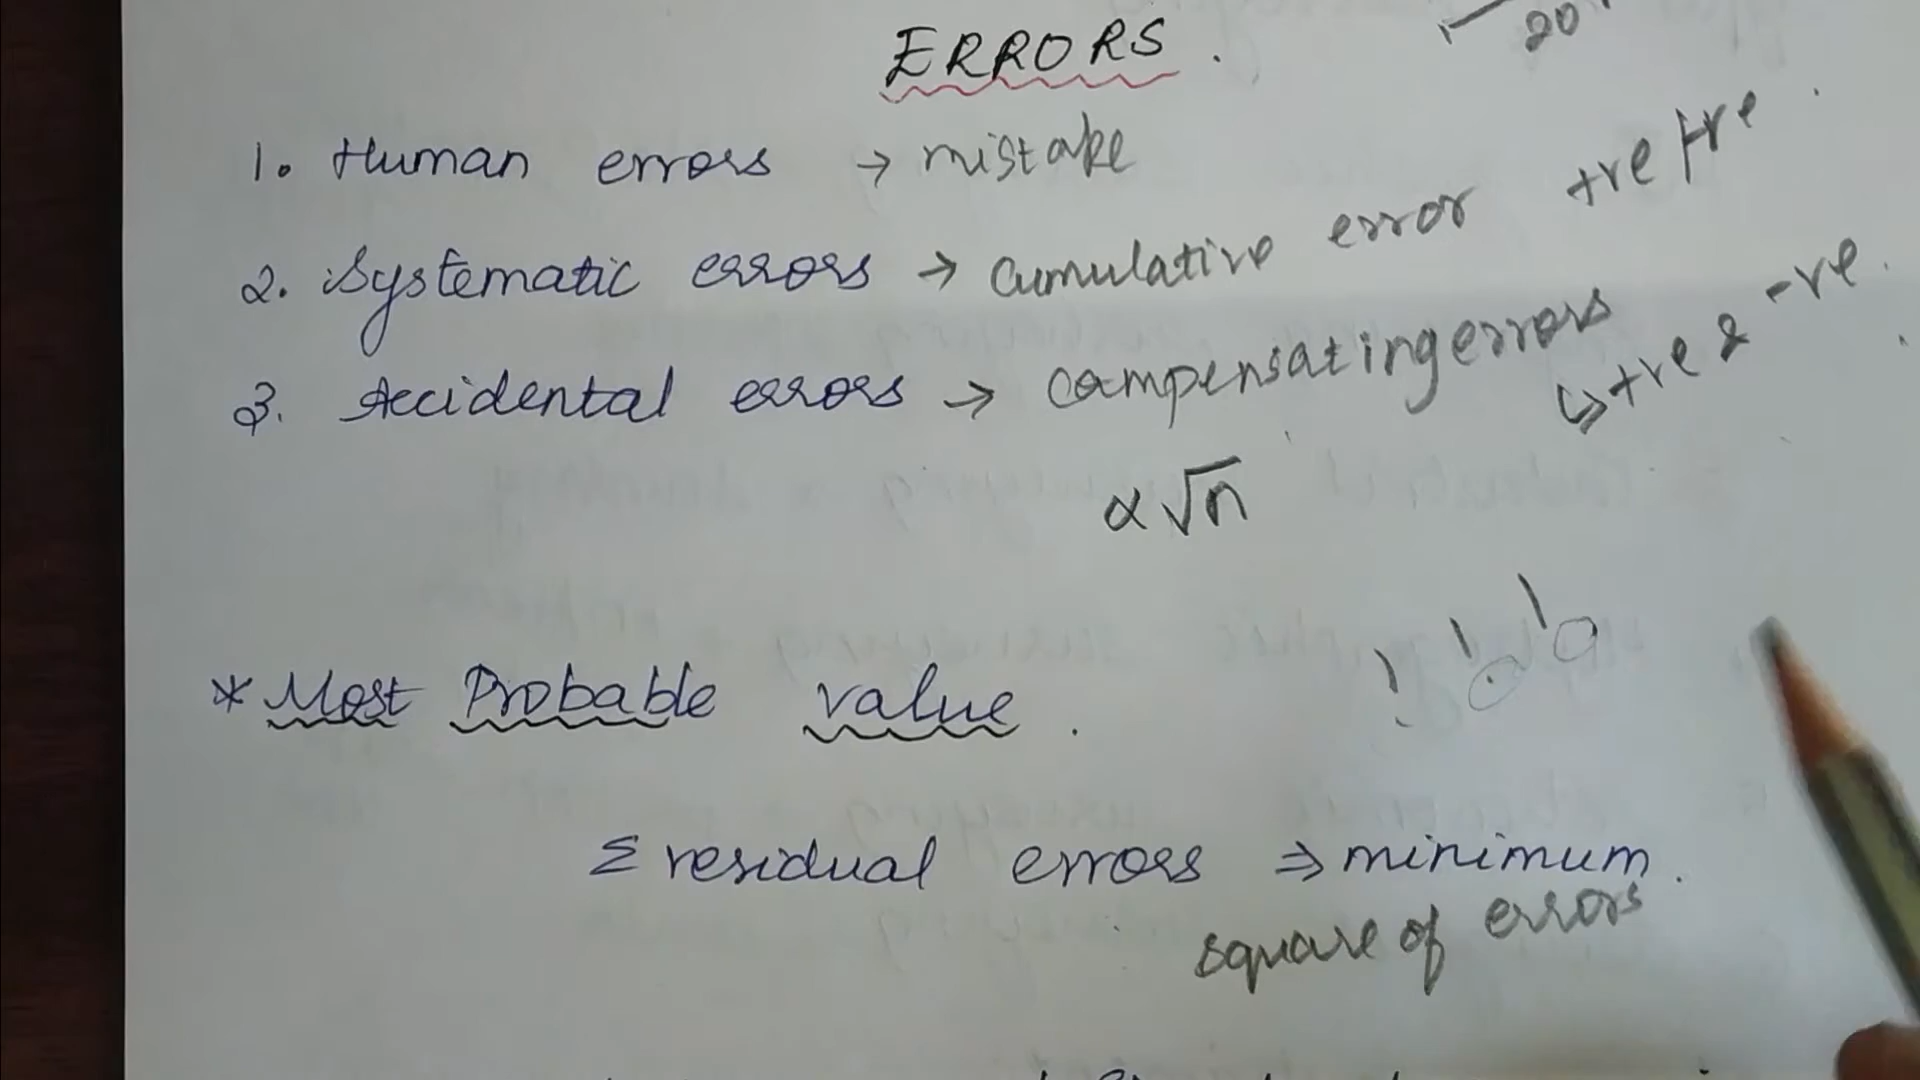 20
ERRORS.
1. Human errors → mistake
2. Systematic errors → Cumulative error +ve +ve.
3. Accidental errors → compensating errors
↳ +ve & -ve.
∝ √n
* Most Probable value.
Σ residual errors ⇒ minimum.
square of errors